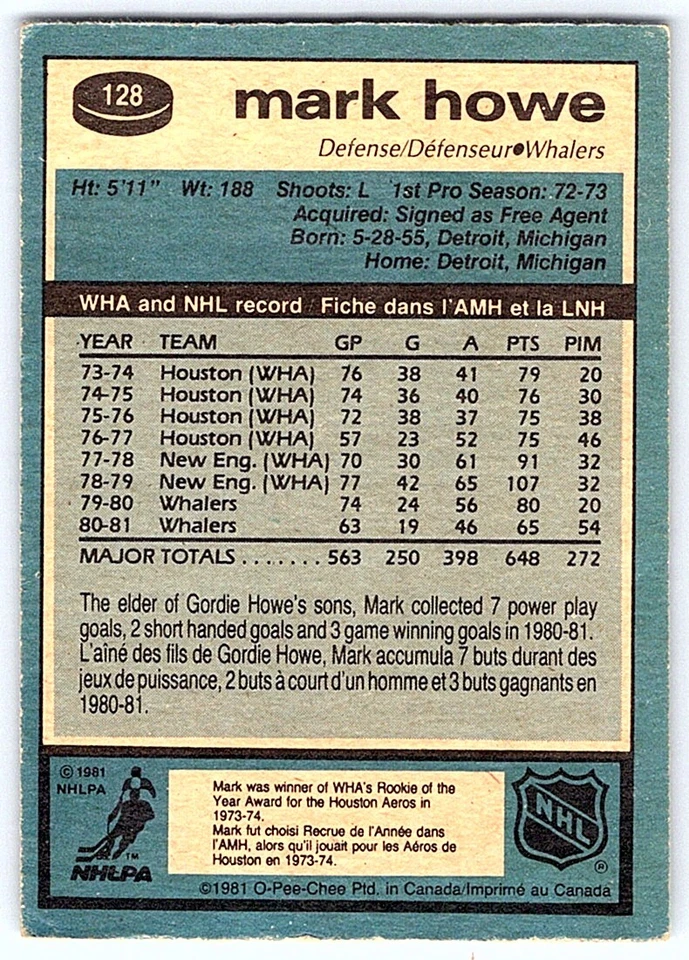 128
mark howe
Defense/Défenseur●Whalers
Ht: 5'11" Wt: 188 Shoots: L 1st Pro Season: 72-73
Acquired: Signed as Free Agent
Born: 5-28-55, Detroit, Michigan
Home: Detroit, Michigan
WHA and NHL record / Fiche dans l'AMH et la LNH
YEAR TEAM GP G A PTS PIM
73-74 Houston (WHA) 76 38 41 79 20
74-75 Houston (WHA) 74 36 40 76 30
75-76 Houston (WHA) 72 38 37 75 38
76-77 Houston (WHA) 57 23 52 75 46
77-78 New Eng. (WHA) 70 30 61 91 32
78-79 New Eng. (WHA) 77 42 65 107 32
79-80 Whalers 74 24 56 80 20
80-81 Whalers 63 19 46 65 54
MAJOR TOTALS ....... 563 250 398 648 272
The elder of Gordie Howe's sons, Mark collected 7 power play
goals, 2 short handed goals and 3 game winning goals in 1980-81.
L'aîné des fils de Gordie Howe, Mark accumula 7 buts durant des
jeux de puissance, 2 buts à court d'un homme et 3 buts gagnants en
1980-81.
© 1981
NHLPA
TM
NHLPA
Mark was winner of WHA's Rookie of the
Year Award for the Houston Aeros in
1973-74.
Mark fut choisi Recrue de l'Année dans
l'AMH, alors qu'il jouait pour les Aéros de
Houston en 1973-74.
NHL
®
©1981 O-Pee-Chee Ptd. in Canada/Imprimé au Canada